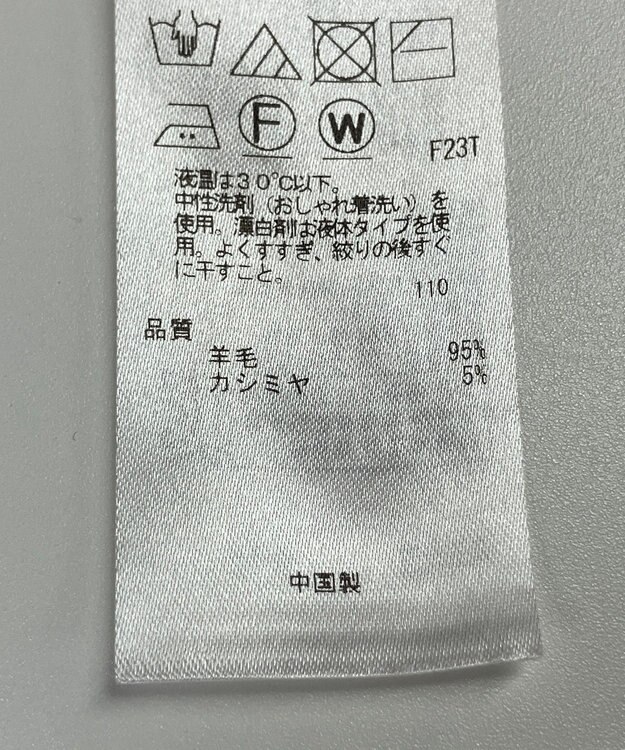 F
W
F23T
液温は30℃以下。
中性洗剤（おしゃれ着洗い）を
使用。漂白剤は液体タイプを使
用。よくすすぎ、絞りの後すぐ
に干すこと。
110
品質
羊毛 95%
カシミヤ 5%
中国製